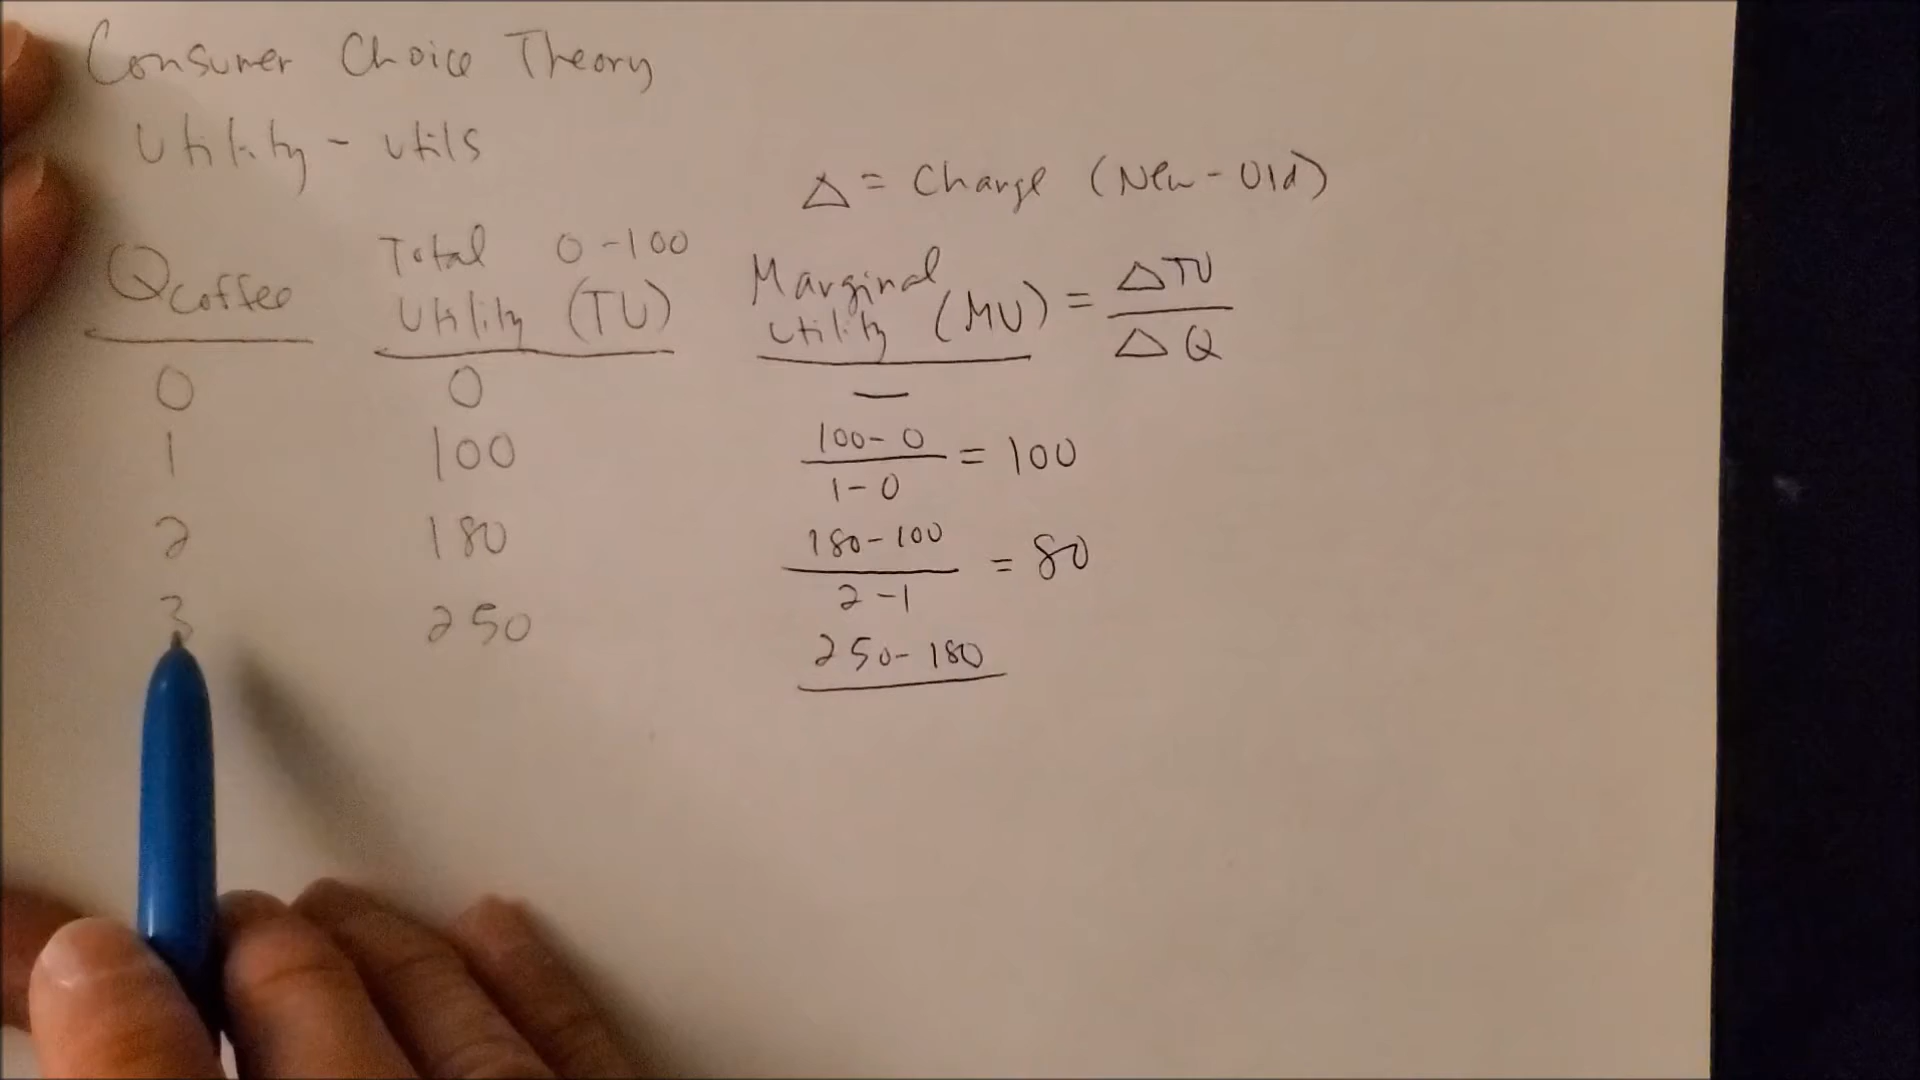 Consumer Choice Theory
Utility - utils
Δ = Change (New - Old)
Total 0-100
Qcoffee Utility (TU)
Marginal
Utility (MU) = ΔTU
ΔQ
0 0 —
1 100 100-0 = 100
1-0
2 180 180-100 = 80
2-1
3 250 250-180